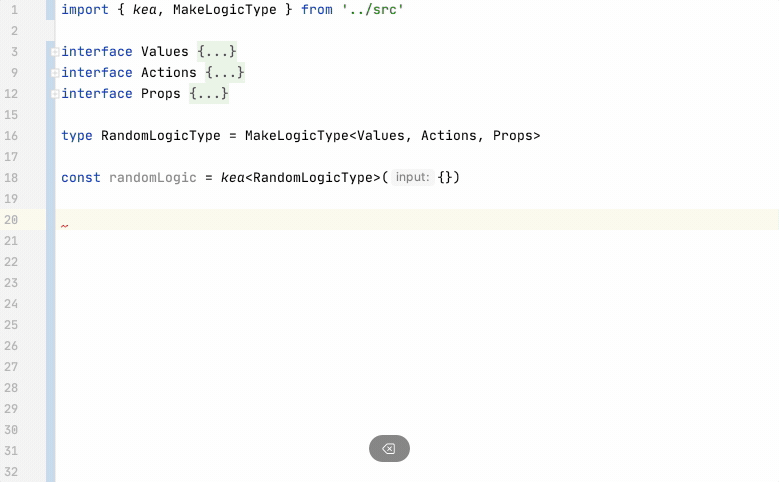 1 import { kea, MakeLogicType } from '../src'
2
3 interface Values {...}
9 interface Actions {...}
12 interface Props {...}
15
16 type RandomLogicType = MakeLogicType<Values, Actions, Props>
17
18 const randomLogic = kea<RandomLogicType>( input: {})
19
20
21
22
23
24
25
26
27
28
29
30
31
32